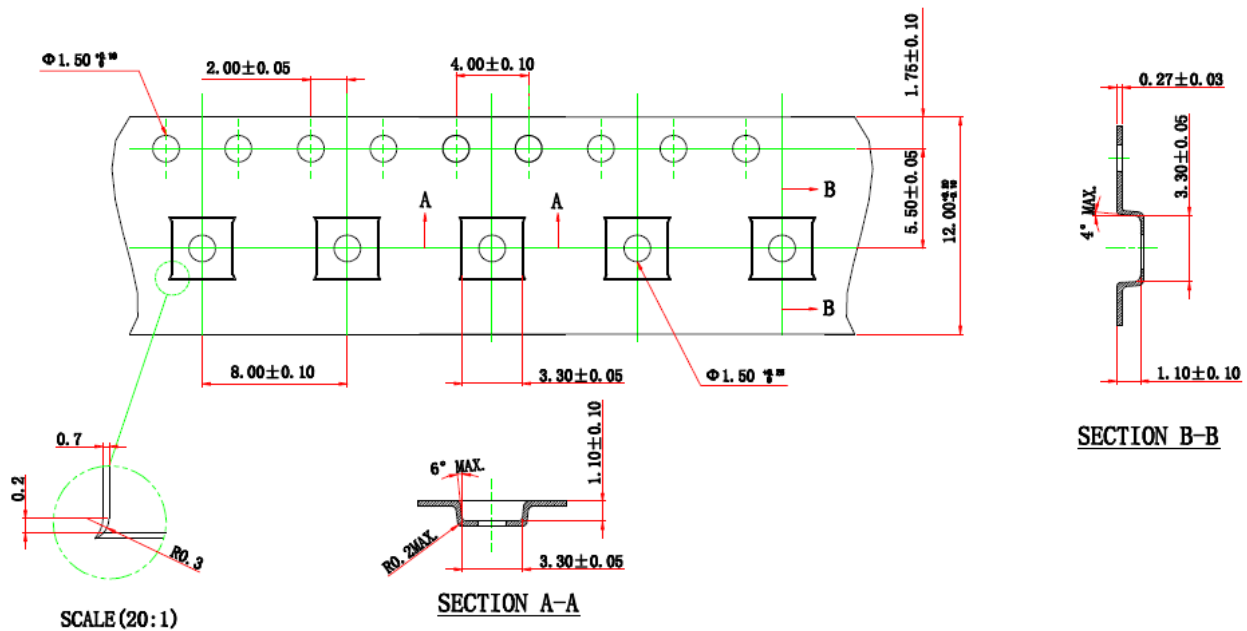 Φ1.50
2.00±0.05
4.00±0.10
1.75±0.10
0.27±0.03
3.30±0.05
4° MAX.
A
A
B
5.50±0.05
12.00
B
8.00±0.10
3.30±0.05
Φ1.50
1.10±0.10
SECTION B-B
0.7
0.2
R0.3
SCALE(20:1)
6° MAX.
1.10±0.10
R0.2MAX.
3.30±0.05
SECTION A-A